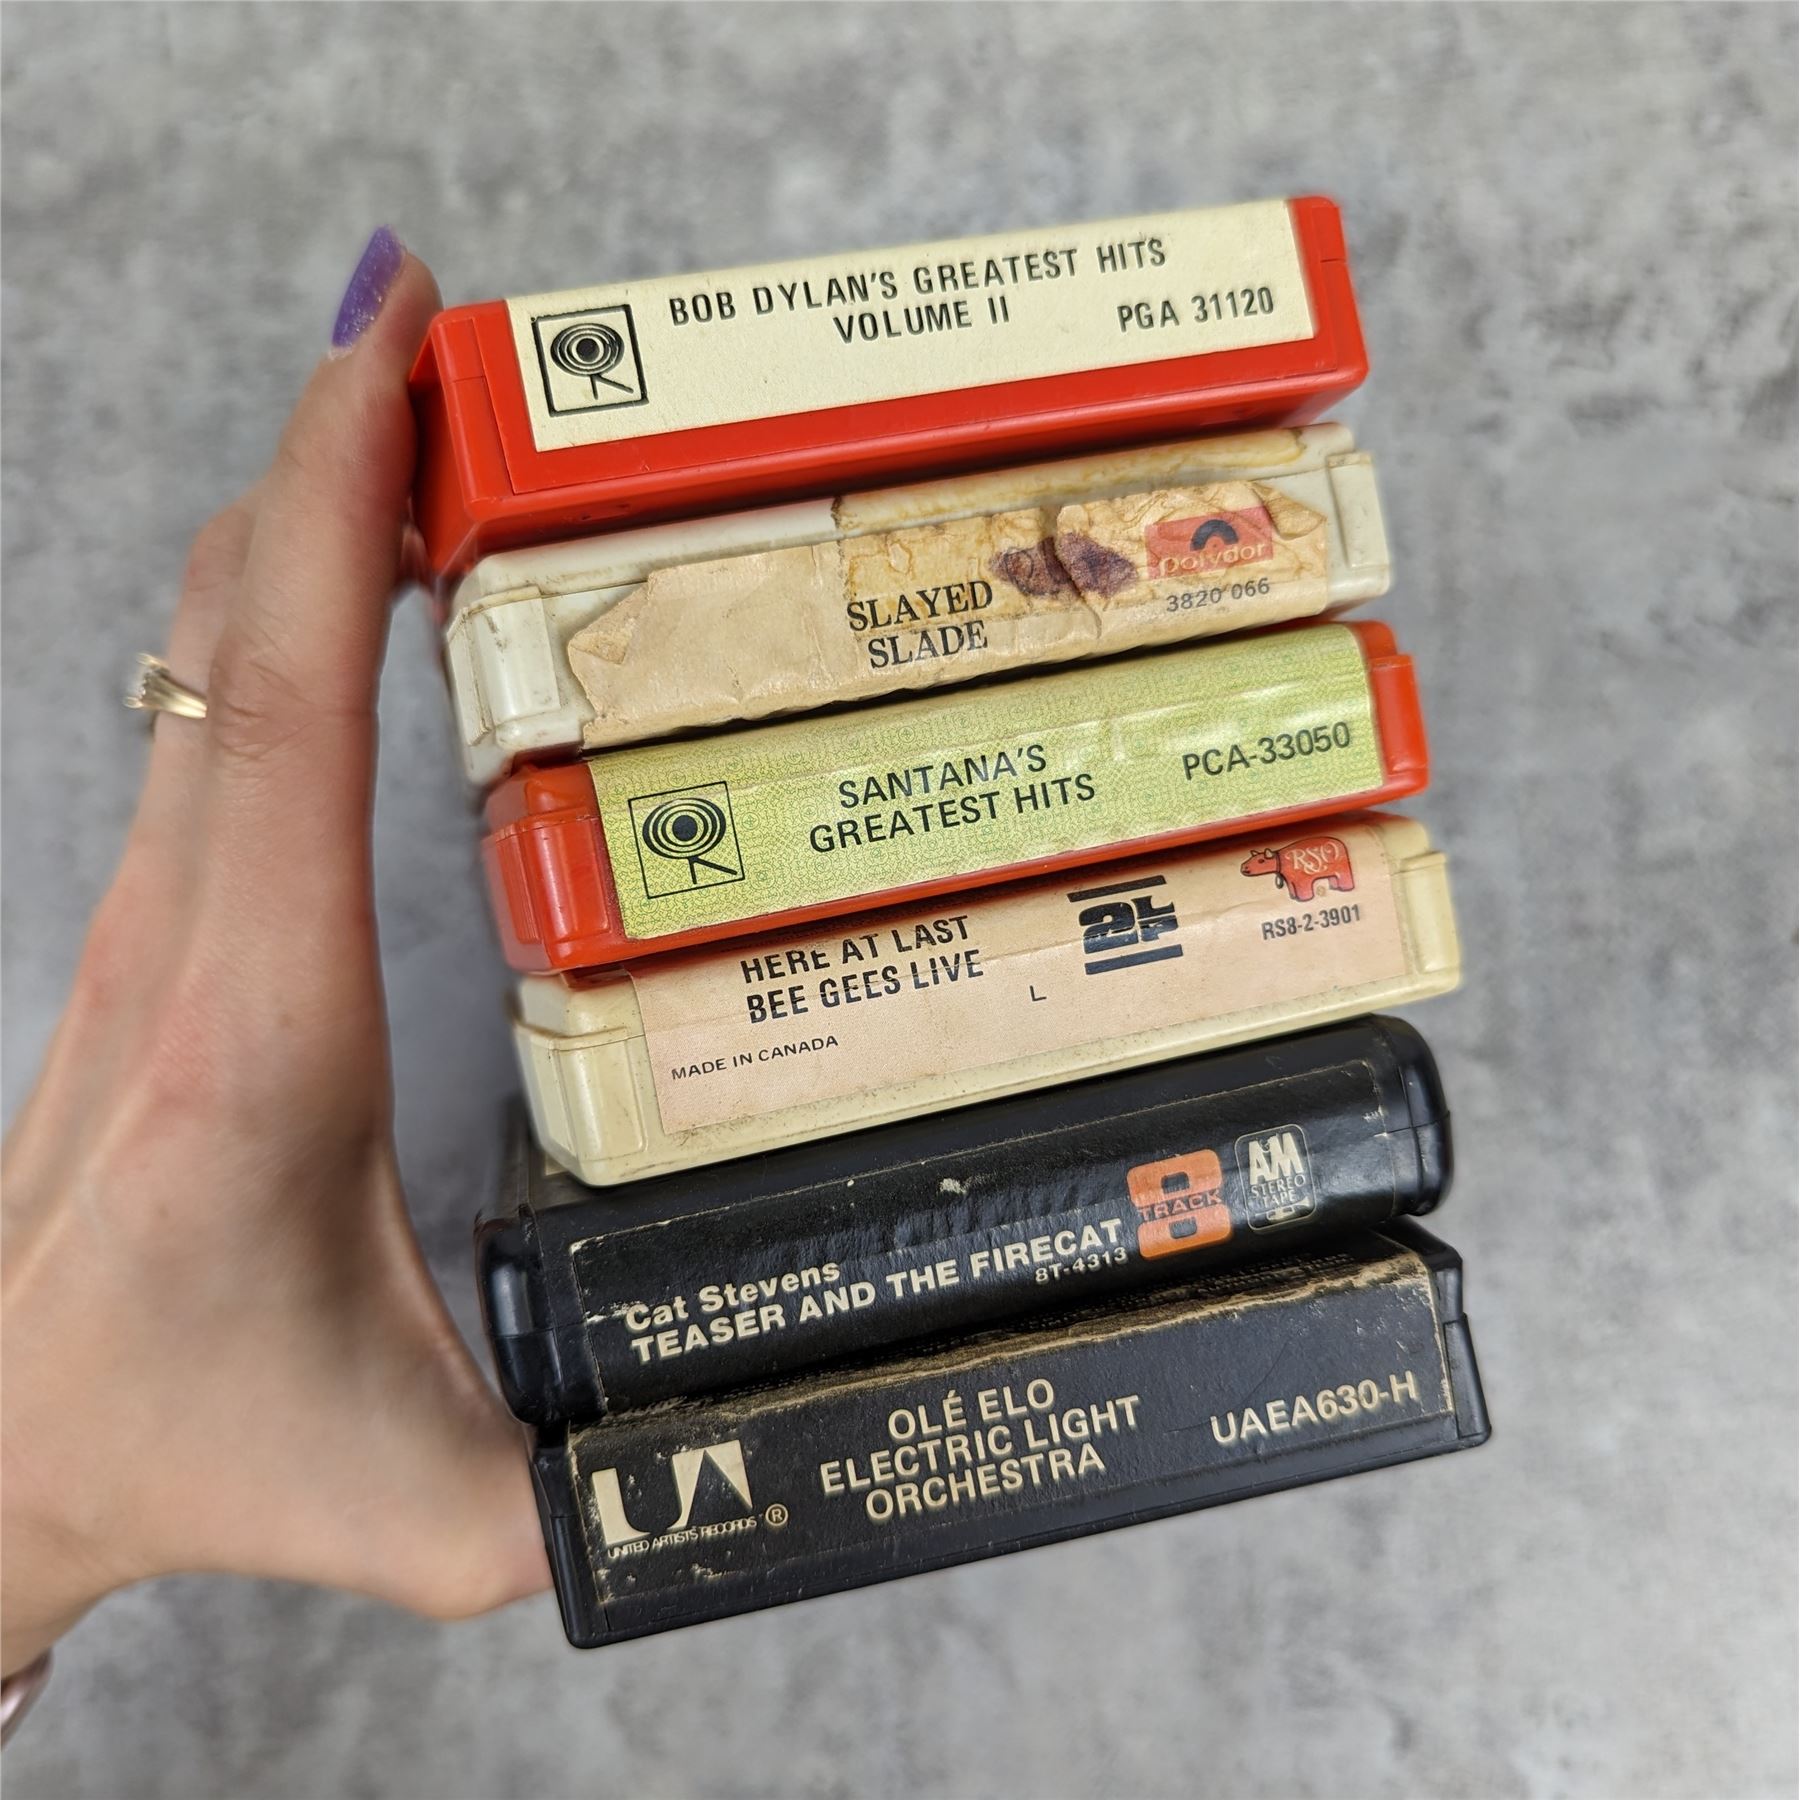 BOB DYLAN'S GREATEST HITS
VOLUME II
PGA 31120
SLAYED
SLADE
polydor
3820 066
SANTANA'S
GREATEST HITS
PCA-33050
HERE AT LAST
BEE GEES LIVE
L
MADE IN CANADA
RSO
RS8-2-3901
Cat Stevens
TEASER AND THE FIRECAT
8T-4313
8
TRACK
A&M
STEREO
TAPE
UA
UNITED ARTISTS RECORDS ®
OLÉ ELO
ELECTRIC LIGHT
ORCHESTRA
UAEA630-H